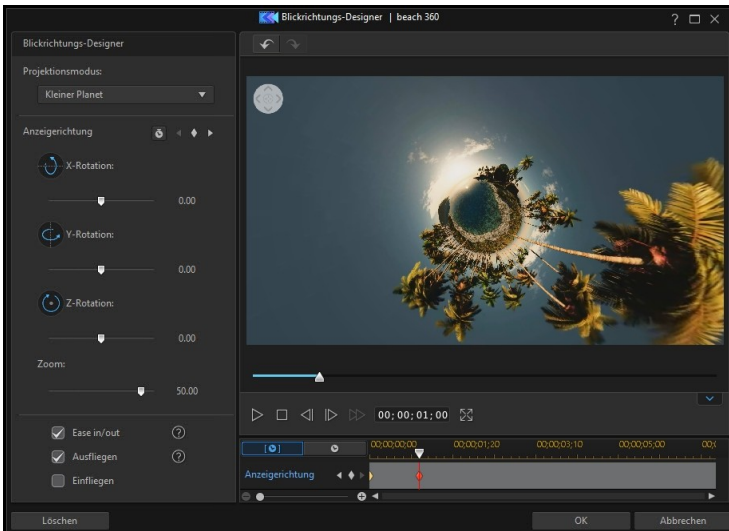 Blickrichtungs-Designer | beach 360
?
Blickrichtungs-Designer
Projektionsmodus:
Kleiner Planet
Anzeigerichtung
X-Rotation:
0.00
Y-Rotation:
0.00
Z-Rotation:
0.00
Zoom:
50.00
Ease in/out ?
Ausfliegen ?
Einfliegen
00;00;01;00
00;00;00;00 00;00;01;20 00;00;03;10 00;00;05;00
Anzeigerichtung
Löschen OK Abbrechen